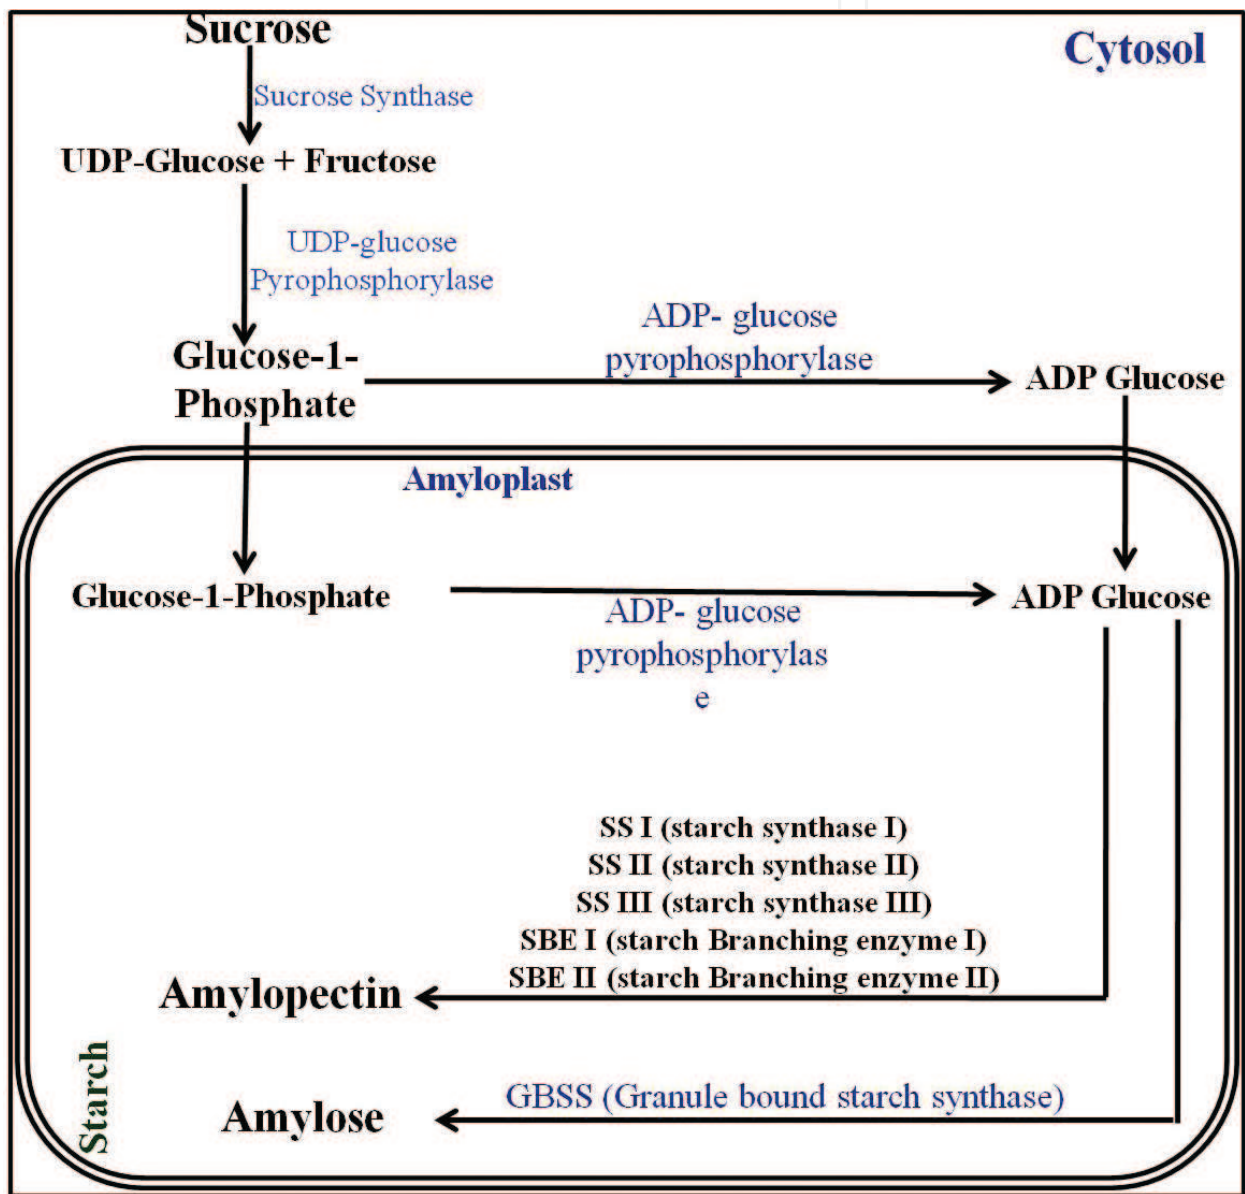 Sucrose
Cytosol
Sucrose Synthase
UDP-Glucose + Fructose
UDP-glucose
Pyrophosphorylase
Glucose-1-
Phosphate
ADP- glucose
pyrophosphorylase
ADP Glucose
Amyloplast
Glucose-1-Phosphate
ADP- glucose
pyrophosphorylas
e
ADP Glucose
SS I (starch synthase I)
SS II (starch synthase II)
SS III (starch synthase III)
SBE I (starch Branching enzyme I)
SBE II (starch Branching enzyme II)
Amylopectin
Starch
GBSS (Granule bound starch synthase)
Amylose